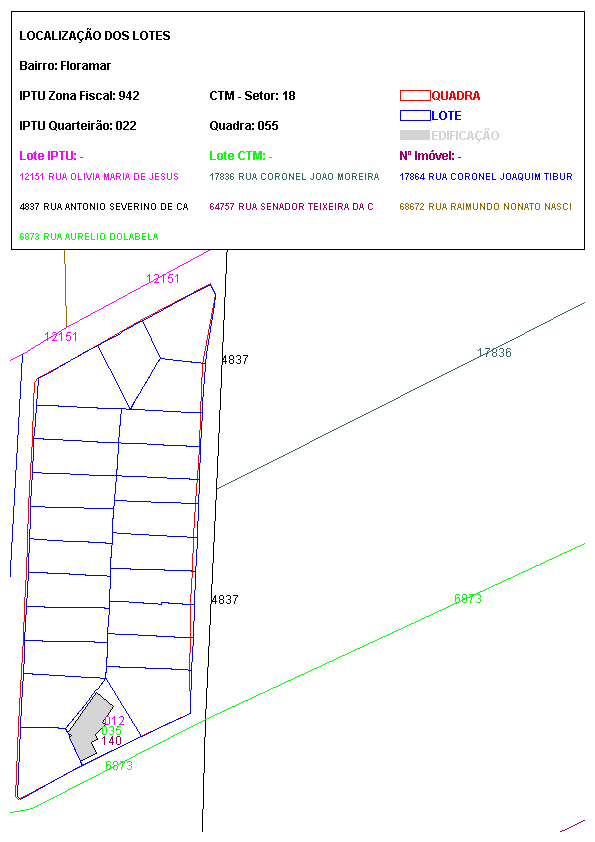 LOCALIZAÇÃO DOS LOTES
Bairro: Floramar
IPTU Zona Fiscal: 942 CTM - Setor: 18 QUADRA
LOTE
IPTU Quarteirão: 022 Quadra: 055
EDIFICAÇÃO
Lote IPTU: - Lote CTM: - Nº Imóvel: -
12151 RUA OLIVIA MARIA DE JESUS 17836 RUA CORONEL JOAO MOREIRA 17864 RUA CORONEL JOAQUIM TIBUR
4837 RUA ANTONIO SEVERINO DE CA 64757 RUA SENADOR TEIXEIRA DA C 68672 RUA RAIMUNDO NONATO NASCI
6873 RUA AURELIO DOLABELA
12151
12151
17836
4837
4837
6873
012
035
140
6873